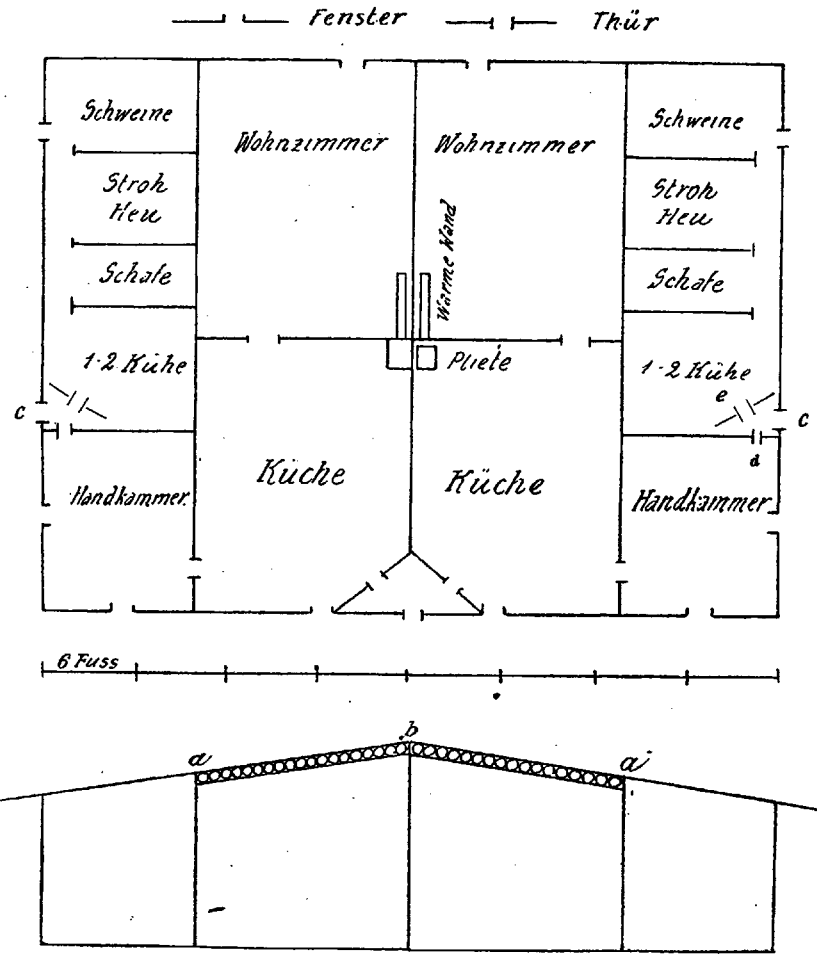 Fenster Thür
Schweine
Wohnzimmer
Wohnzimmer
Schweine
Stroh
Heu
Stroh
Heu
Warme Wand
Schafe
Schafe
1-2 Kühe
Pliete
1-2 Kühe
e
c
c
d
Handkammer.
Küche
Küche
Handkammer
6 Fuss
a
b
a